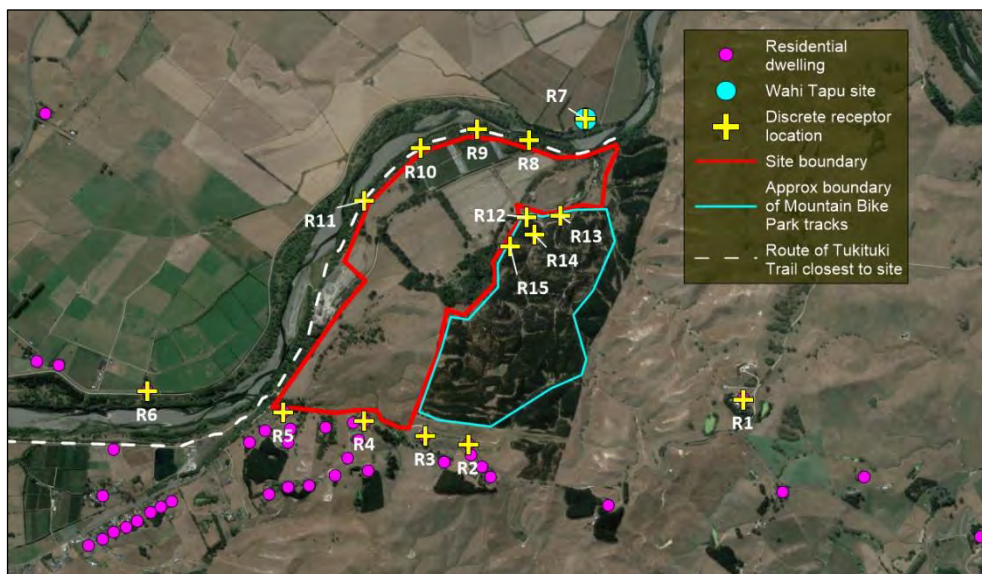 Residential
dwelling
Wahi Tapu site
Discrete receptor
location
Site boundary
Approx boundary
of Mountain Bike
Park tracks
Route of Tukituki
Trail closest to site
R7
R9
R8
R10
R11
R12
R13
R14
R15
R6
R5
R4
R3
R2
R1